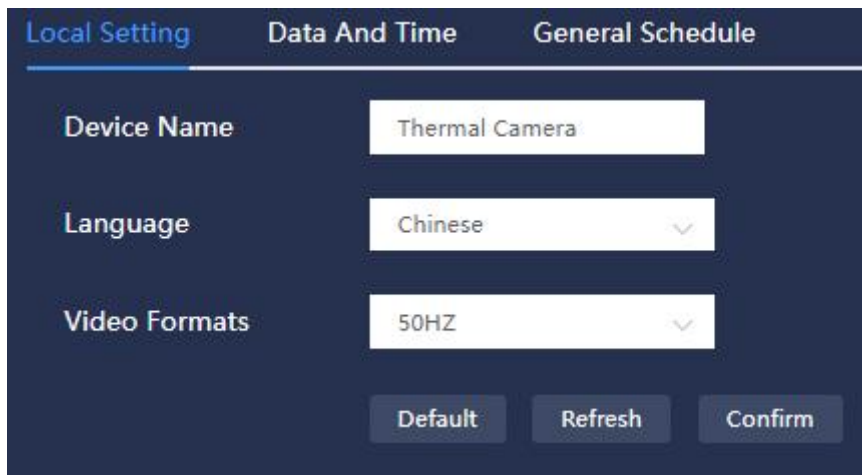 Local Setting Data And Time General Schedule
Device Name Thermal Camera
Language Chinese
Video Formats 50HZ
Default Refresh Confirm